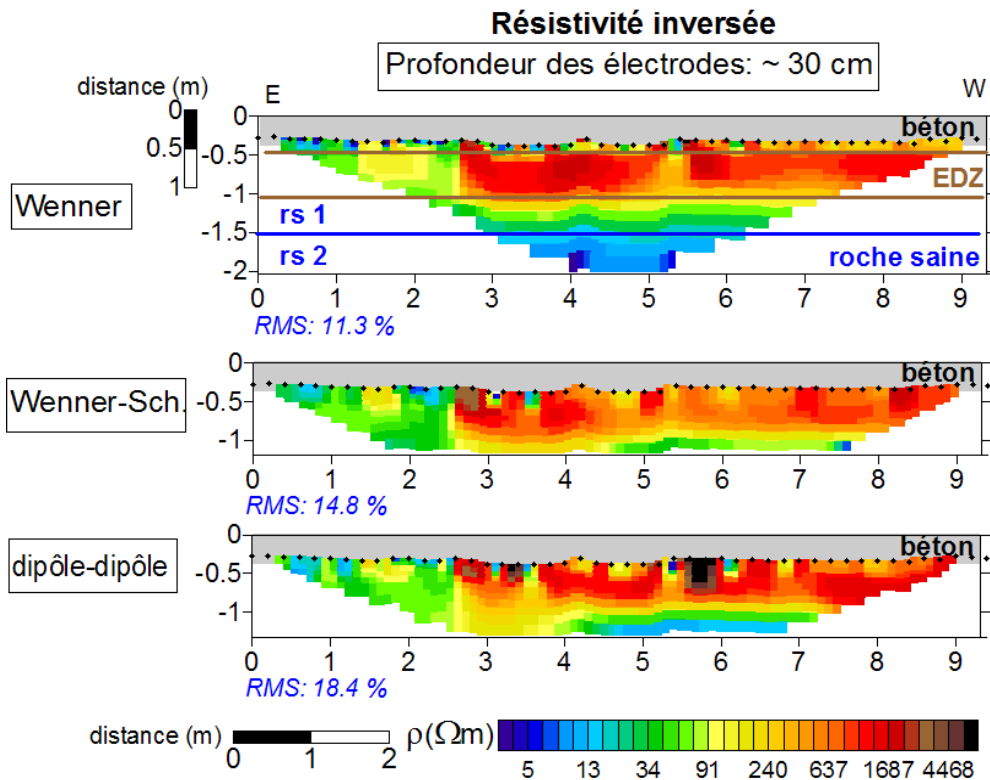 Résistivité inversée
Profondeur des électrodes: ~ 30 cm
distance (m)
E
W
0
0.5
1
0
-0.5
-1
-1.5
-2
béton
EDZ
Wenner
rs 1
rs 2
roche saine
0 1 2 3 4 5 6 7 8 9
RMS: 11.3 %
0
-0.5
-1
béton
Wenner-Sch.
0 1 2 3 4 5 6 7 8 9
RMS: 14.8 %
0
-0.5
-1
béton
dipôle-dipôle
0 1 2 3 4 5 6 7 8 9
RMS: 18.4 %
distance (m)
0 1 2
ρ(Ωm)
5 13 34 91 240 637 1687 4468